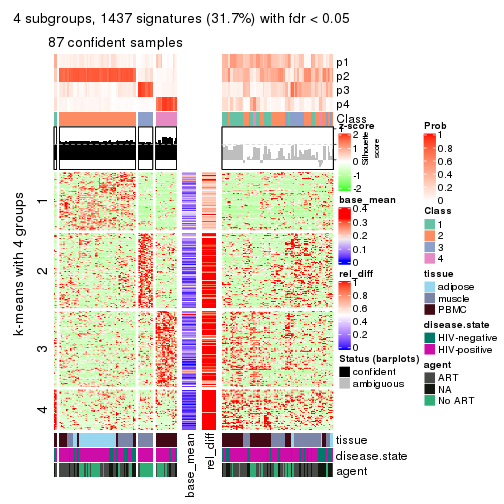 4 subgroups, 1437 signatures (31.7%) with fdr < 0.05
87 confident samples
p1
p2
p3
p4
Class
z-score
2
1
0
-1
-2
Silhouette
score
1
base_mean
0.4
0.3
0.2
0.1
0
rel_diff
1
0.8
0.6
0.4
0.2
0
Status (barplots)
confident
ambiguous
Prob
1
0.8
0.6
0.4
0.2
0
Class
1
2
3
4
tissue
adipose
muscle
PBMC
disease.state
HIV-negative
HIV-positive
agent
ART
NA
No ART
k-means with 4 groups
1
2
3
4
base_mean
rel_diff
tissue
disease.state
agent